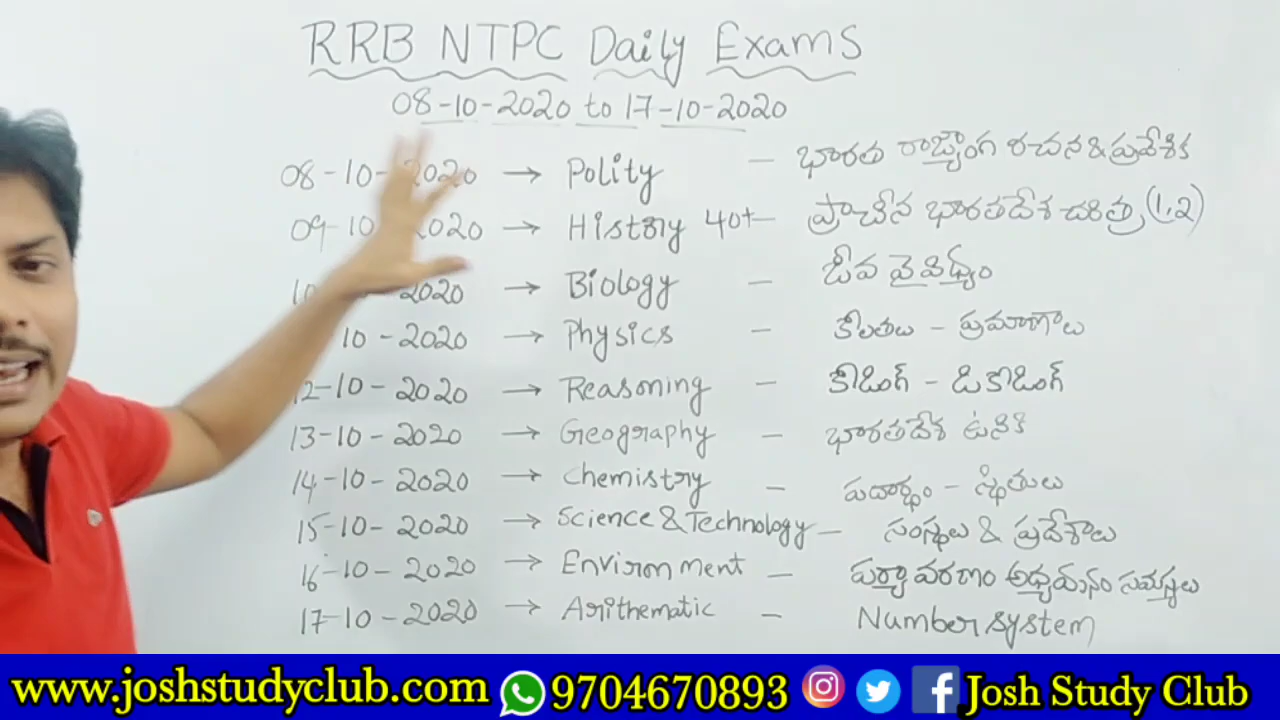 RRB NTPC Daily Exams
08-10-2020 to 17-10-2020
08-10-2020 → Polity – భారత రాజ్యాంగ రచన & ప్రవేశిక
09-10 2020 → History 40+ – ప్రాచీన భారతదేశ చరిత్ర (1,2)
10 2020 → Biology – జీవ వైవిధ్యం
10-2020 → Physics – కొలతలు - ప్రమాణాలు
12-10-2020 → Reasoning – కోడింగ్ - డికోడింగ్
13-10-2020 → Geography – భారతదేశ ఉనికి
14-10-2020 → Chemistry – పదార్థం - స్థితులు
15-10-2020 → Science & Technology – సంస్థలు & ప్రదేశాలు
16-10-2020 → Environment – పర్యావరణం అధ్యయనం సమస్యలు
17-10-2020 → Arithematic – Number system
www.joshstudyclub.com 9704670893 Josh Study Club